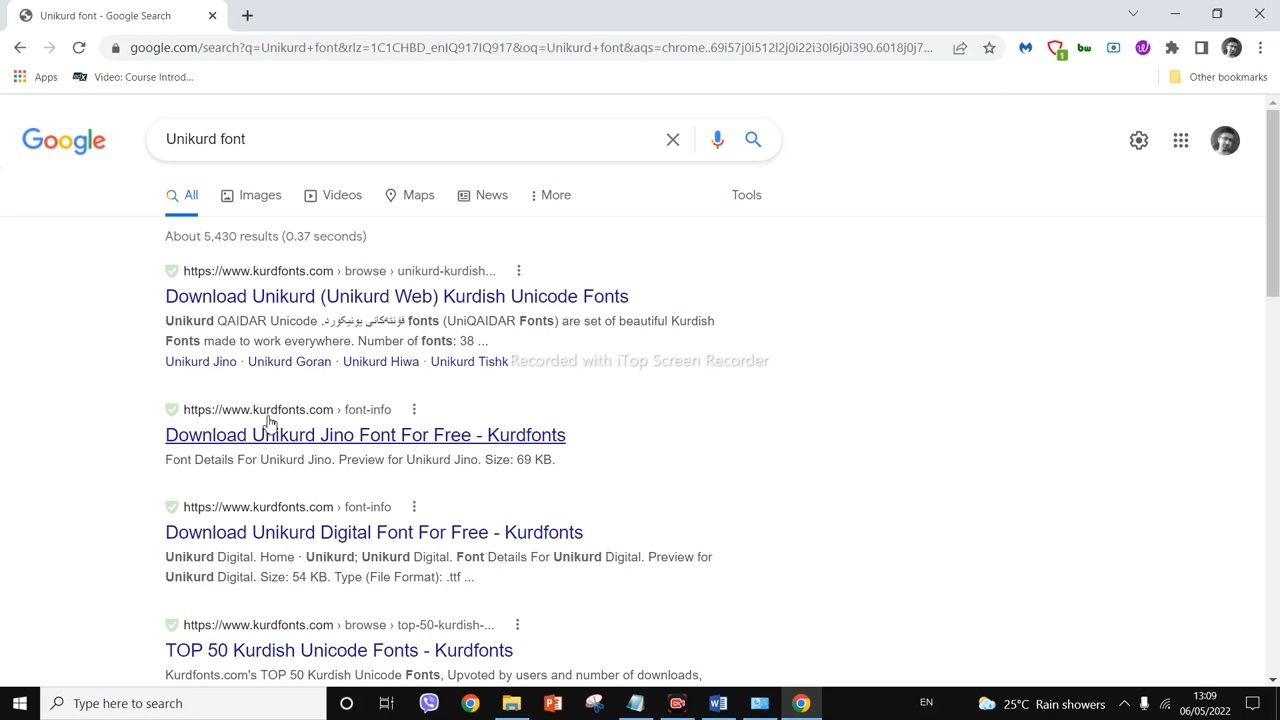 Unikurd font - Google Search
google.com/search?q=Unikurd+font&rlz=1C1CHBD_enIQ917IQ917&oq=Unikurd+font&aqs=chrome..69i57j0i512l2j0i22i30l6j0i390.6018j0j7...
1
Apps
Video: Course Introd...
Other bookmarks
Google
Unikurd font
All
Images
Videos
Maps
News
More
Tools
About 5,430 results (0.37 seconds)
https://www.kurdfonts.com › browse › unikurd-kurdish...
Download Unikurd (Unikurd Web) Kurdish Unicode Fonts
Unikurd QAIDAR Unicode .فۆنتەکانی یونیکورد fonts (UniQAIDAR Fonts) are set of beautiful Kurdish
Fonts made to work everywhere. Number of fonts: 38 ...
Unikurd Jino · Unikurd Goran · Unikurd Hiwa · Unikurd Tishk
Recorded with iTop Screen Recorder
https://www.kurdfonts.com › font-info
Download Unikurd Jino Font For Free - Kurdfonts
Font Details For Unikurd Jino. Preview for Unikurd Jino. Size: 69 KB.
https://www.kurdfonts.com › font-info
Download Unikurd Digital Font For Free - Kurdfonts
Unikurd Digital. Home · Unikurd; Unikurd Digital. Font Details For Unikurd Digital. Preview for
Unikurd Digital. Size: 54 KB. Type (File Format): .ttf ...
https://www.kurdfonts.com › browse › top-50-kurdish-...
TOP 50 Kurdish Unicode Fonts - Kurdfonts
Kurdfonts.com's TOP 50 Kurdish Unicode Fonts, Upvoted by users and number of downloads,
Type here to search
EN
25°C Rain showers
13:09
06/05/2022